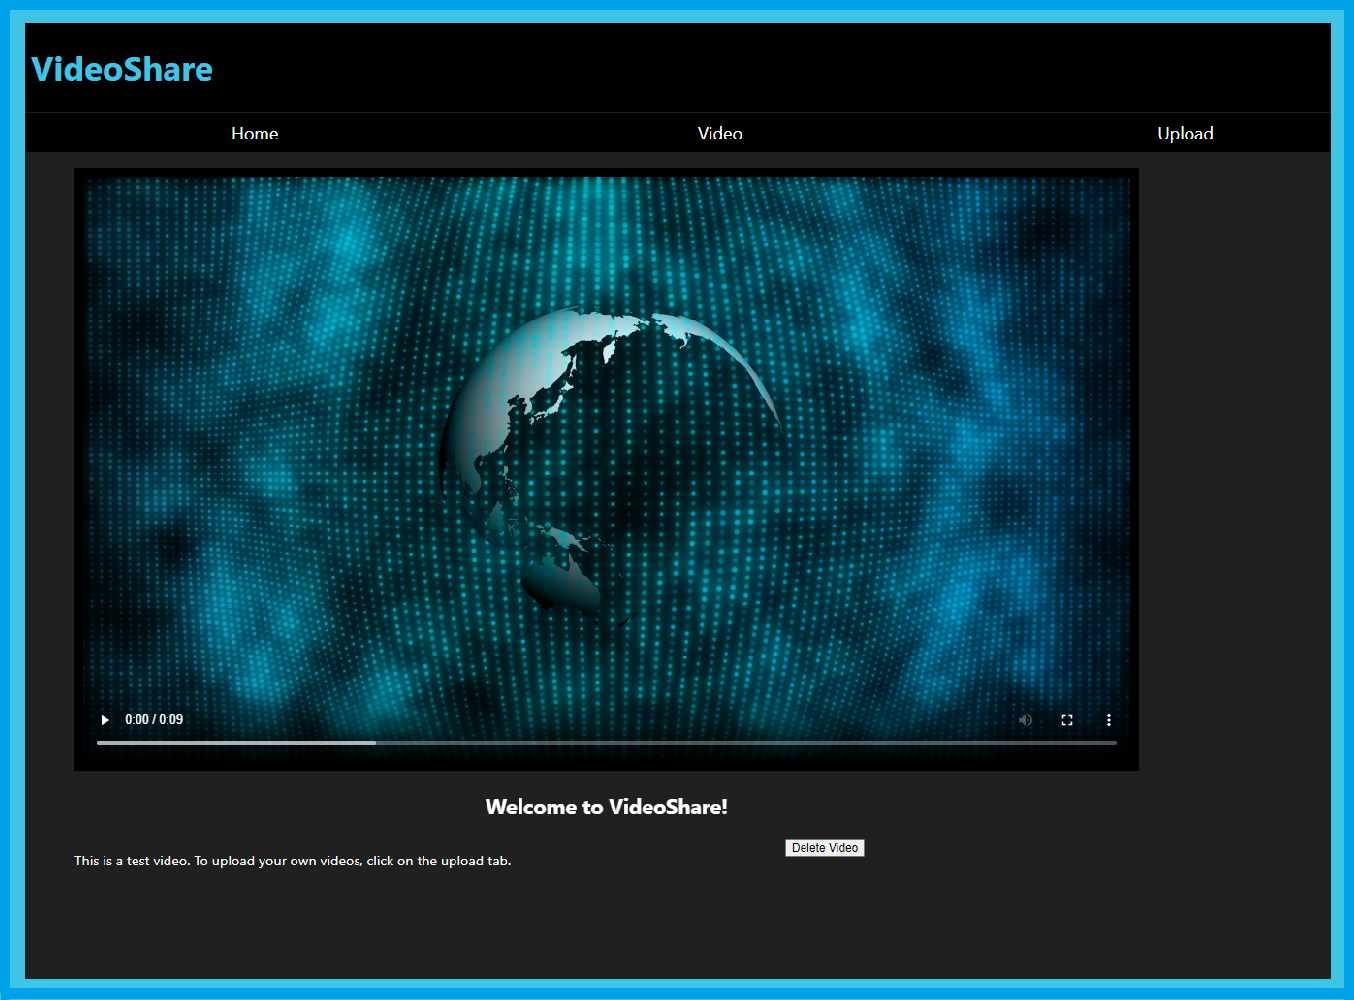 VideoShare
Home Video Upload
0:00 / 0:09
Welcome to VideoShare!
Delete Video
This is a test video. To upload your own videos, click on the upload tab.